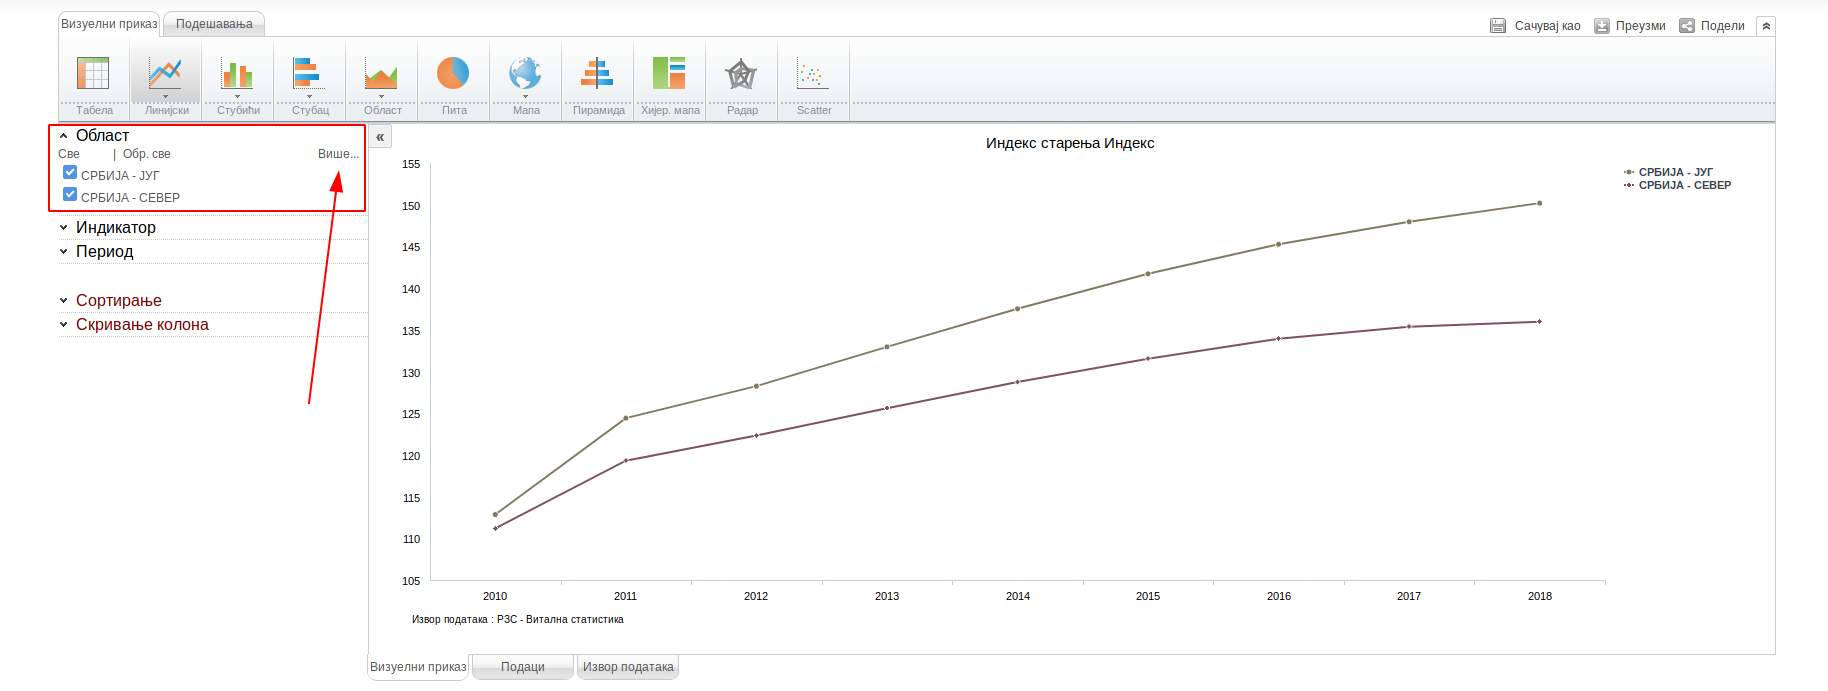 Визуелни приказ
Подешавања
Сачувај као
Преузми
Подели
Табела
Линијски
Стубићи
Стубац
Област
Пита
Мапа
Пирамида
Хијер. мапа
Радар
Scatter
Област
Све | Обр. све Више...
СРБИЈА - ЈУГ
СРБИЈА - СЕВЕР
Индикатор
Период
Сортирање
Скривање колона
«
Индекс старења Индекс
СРБИЈА - ЈУГ
СРБИЈА - СЕВЕР
155
150
145
140
135
130
125
120
115
110
105
2010 2011 2012 2013 2014 2015 2016 2017 2018
Извор података : РЗС - Витална статистика
Визуелни приказ
Подаци
Извор података